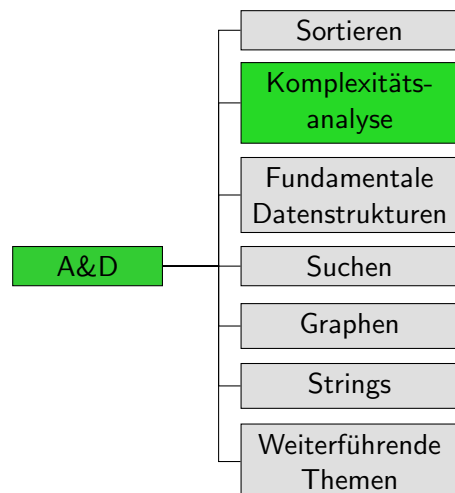 Sortieren
Komplexitäts-
analyse
Fundamentale
Datenstrukturen
A&D
Suchen
Graphen
Strings
Weiterführende
Themen